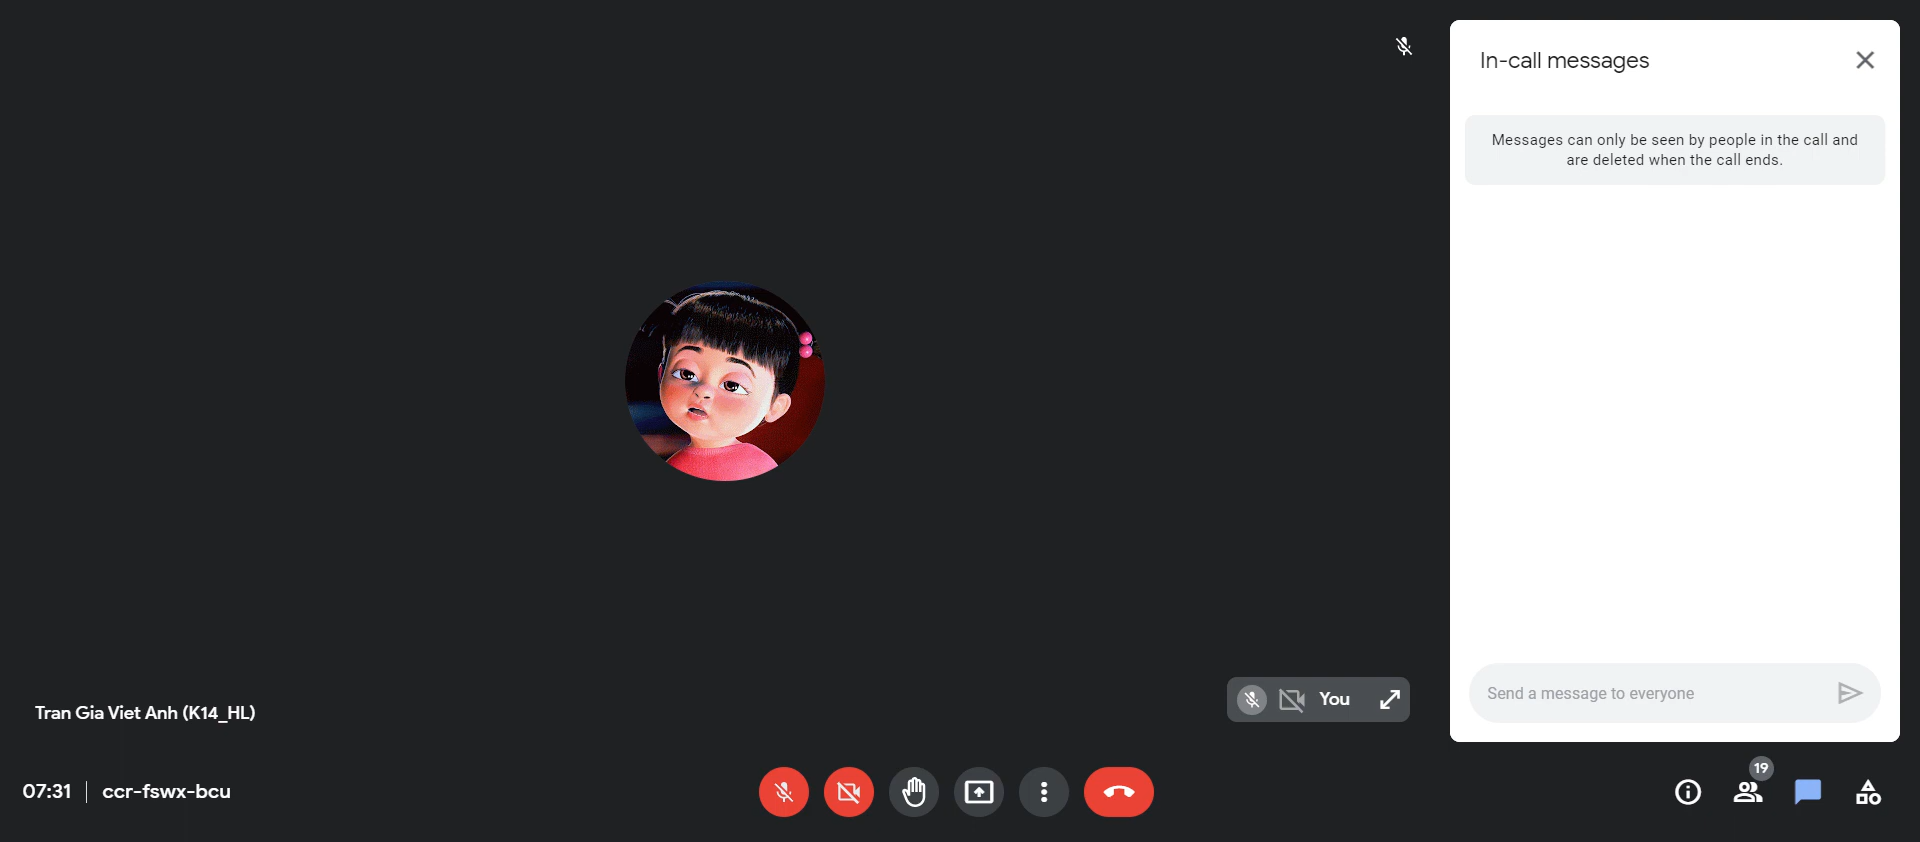 In-call messages
Messages can only be seen by people in the call and
are deleted when the call ends.
Send a message to everyone
Tran Gia Viet Anh (K14_HL)
You
07:31
ccr-fswx-bcu
19